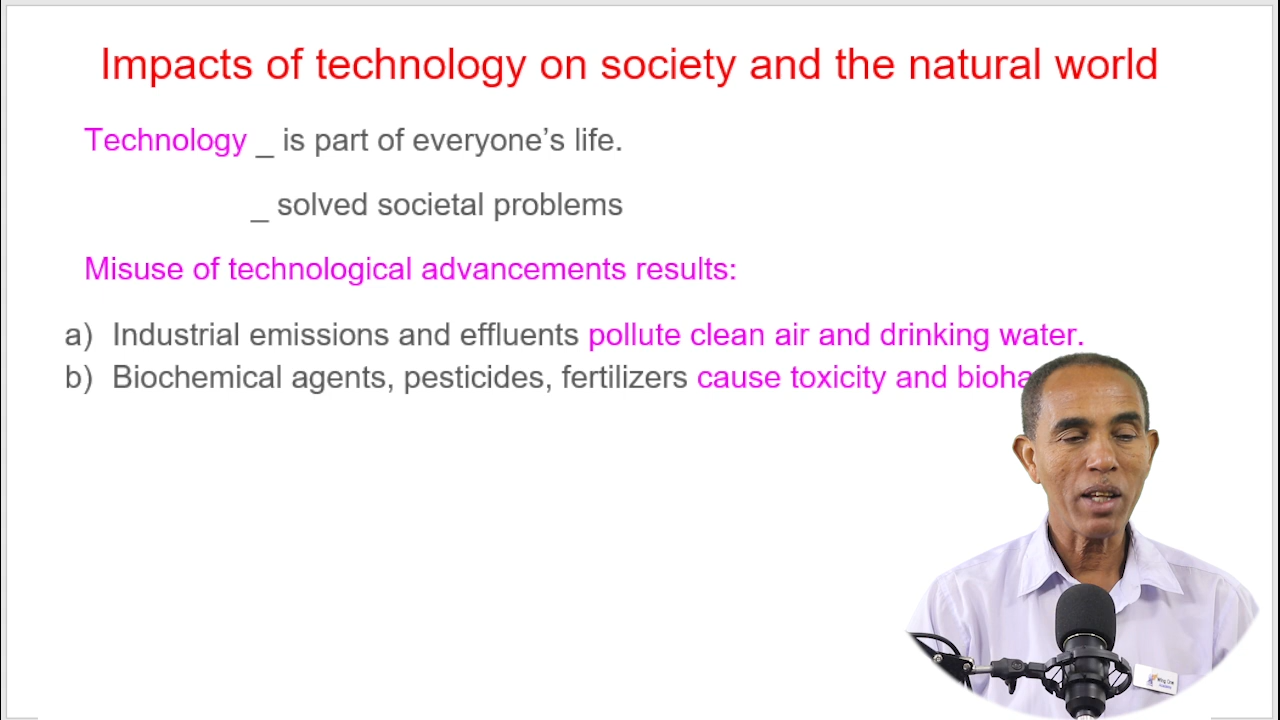 Impacts of technology on society and the natural world
Technology _ is part of everyone’s life.
_ solved societal problems
Misuse of technological advancements results:
a) Industrial emissions and effluents pollute clean air and drinking water.
b) Biochemical agents, pesticides, fertilizers cause toxicity and bioha